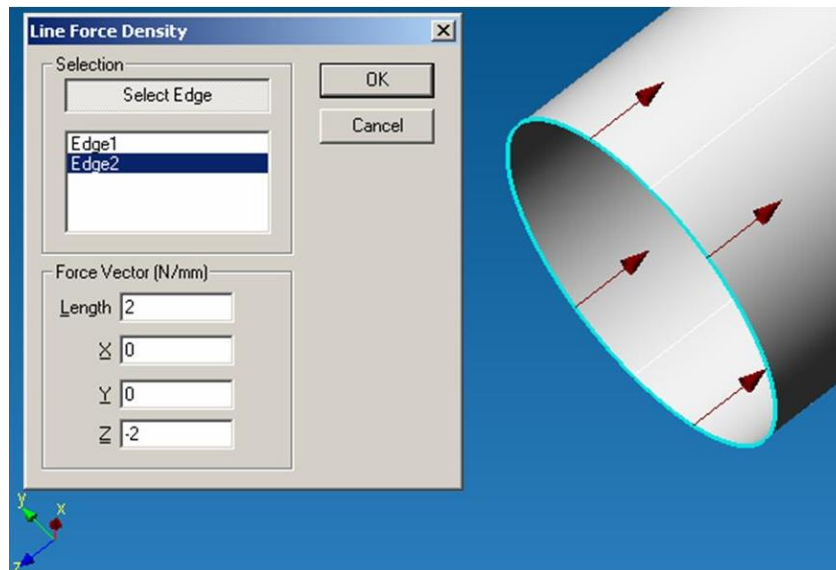 Line Force Density
Selection
Select Edge
OK
Cancel
Edge1
Edge2
Force Vector (N/mm)
Length 2
X 0
Y 0
Z -2
y x
z